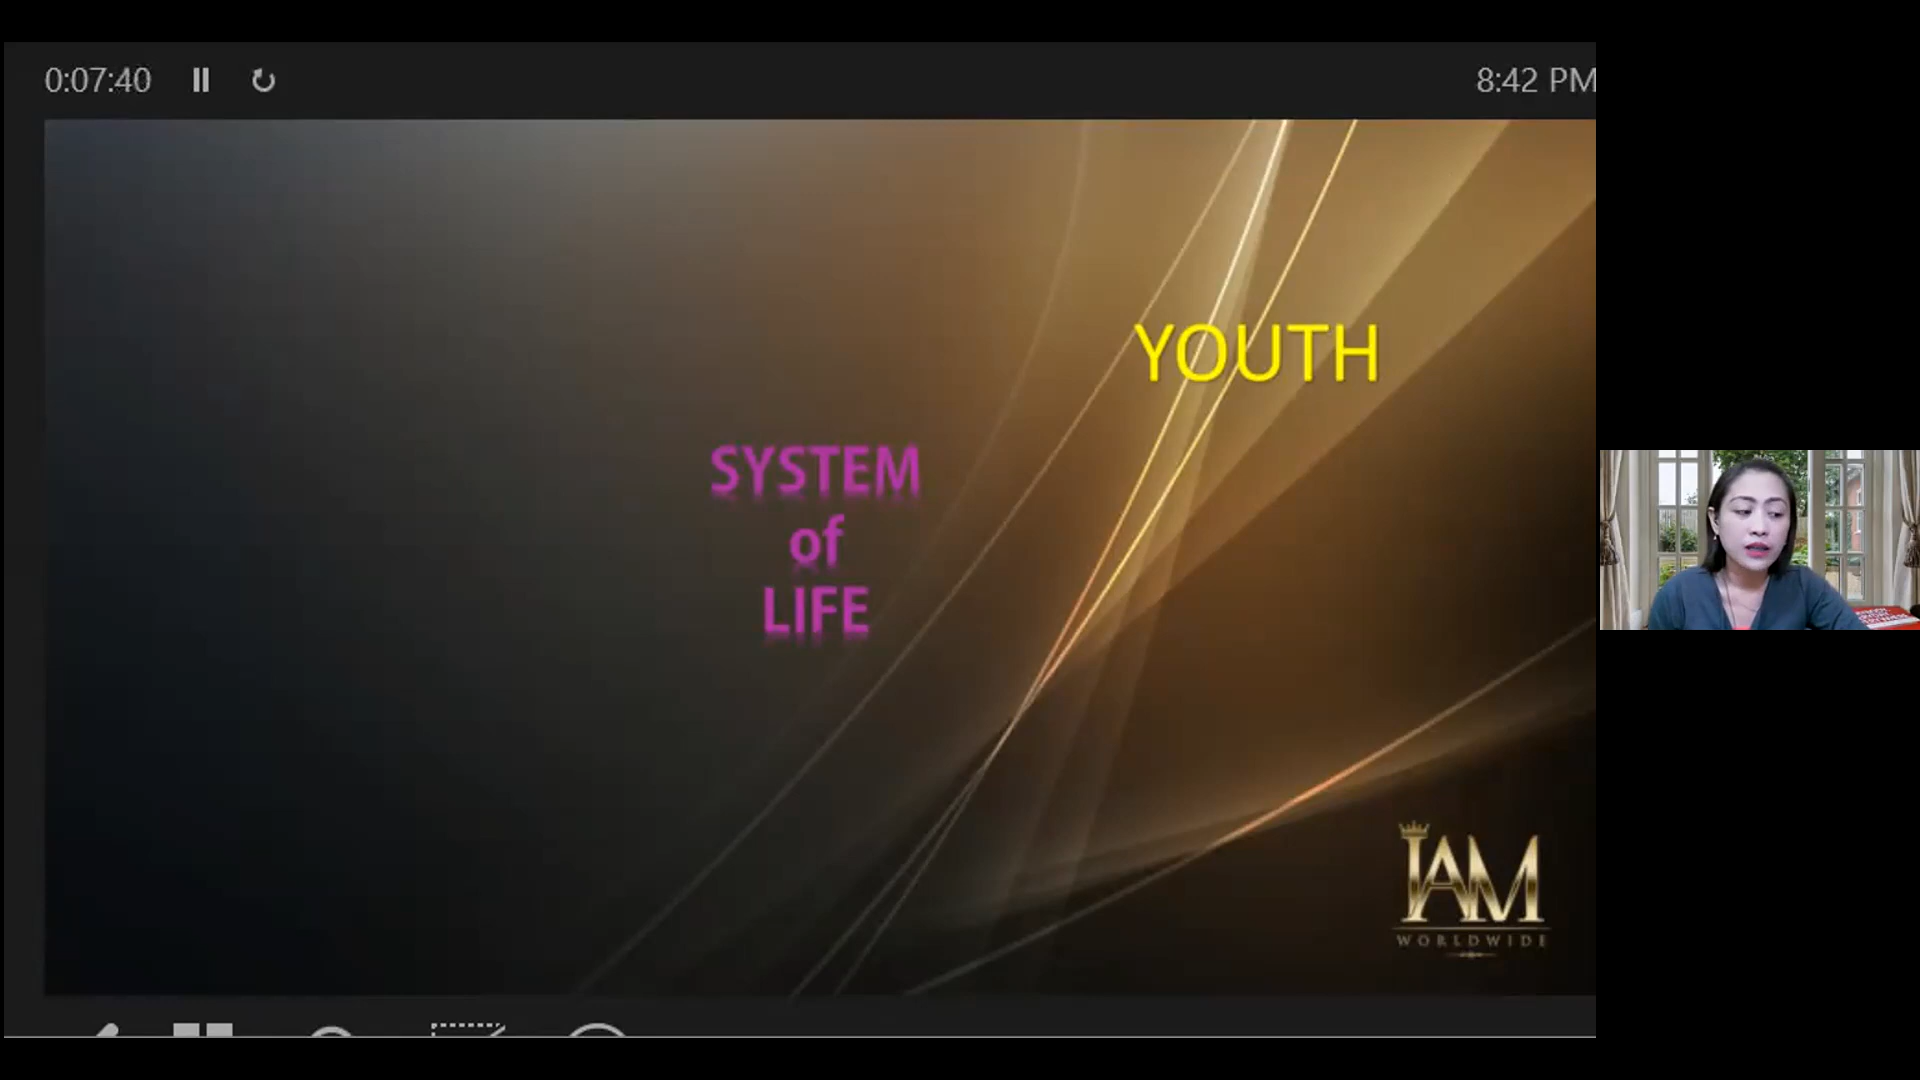 0:07:40
8:42 PM
YOUTH
SYSTEM
of
LIFE
IAM
WORLDWIDE